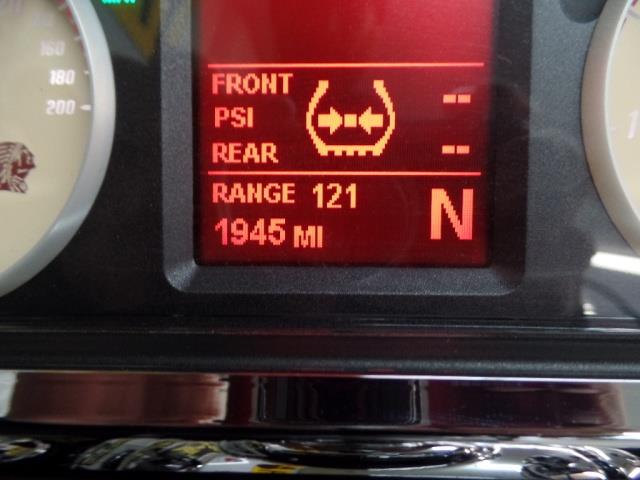 160
180
200
FRONT --
PSI
REAR --
RANGE 121
1945 MI N